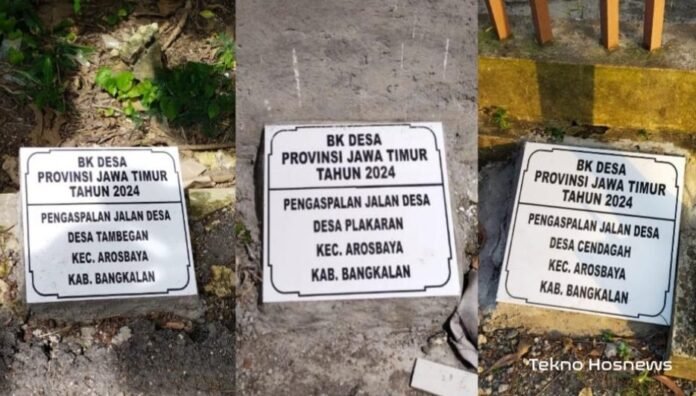 BK DESA
PROVINSI JAWA TIMUR
TAHUN 2024
PENGASPALAN JALAN DESA
DESA TAMBEGAN
KEC. AROSBAYA
KAB. BANGKALAN
BK DESA
PROVINSI JAWA TIMUR
TAHUN 2024
PENGASPALAN JALAN DESA
DESA PLAKARAN
KEC. AROSBAYA
KAB. BANGKALAN
BK DESA
PROVINSI JAWA TIMUR
TAHUN 2024
PENGASPALAN JALAN DESA
DESA CENDAGAH
KEC. AROSBAYA
KAB. BANGKALAN
Tekno Hosnews